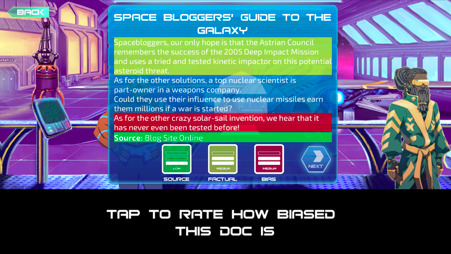 BACK
SPACE BLOGGERS' GUIDE TO THE
GALAXY
Spacebloggers, our only hope is that the Astrian Council
remembers the success of the 2005 Deep Impact Mission
and uses a tried and tested kinetic impactor on this potential
asteroid threat.
As for the other solutions, a top nuclear scientist is
part-owner in a weapons company.
Could they use their influence to use nuclear missiles earn
them millions if a war is started?
As for the other crazy solar-sail invention, we hear that it
has never even been tested before!
Source: Blog Site Online
LOW
MEDIUM
MEDIUM
NEXT
SOURCE
FACTUAL
BIAS
TAP TO RATE HOW BIASED
THIS DOC IS